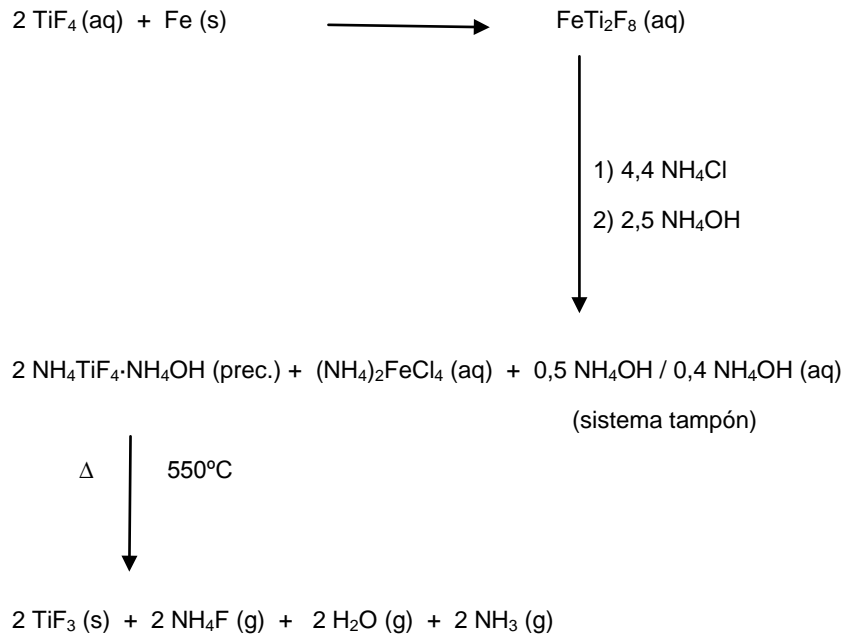 2 TiF₄ (aq) + Fe (s) FeTi₂F₈ (aq)
1) 4,4 NH₄Cl
2) 2,5 NH₄OH
2 NH₄TiF₄·NH₄OH (prec.) + (NH₄)₂FeCl₄ (aq) + 0,5 NH₄OH / 0,4 NH₄OH (aq)
(sistema tampón)
Δ 550ºC
2 TiF₃ (s) + 2 NH₄F (g) + 2 H₂O (g) + 2 NH₃ (g)